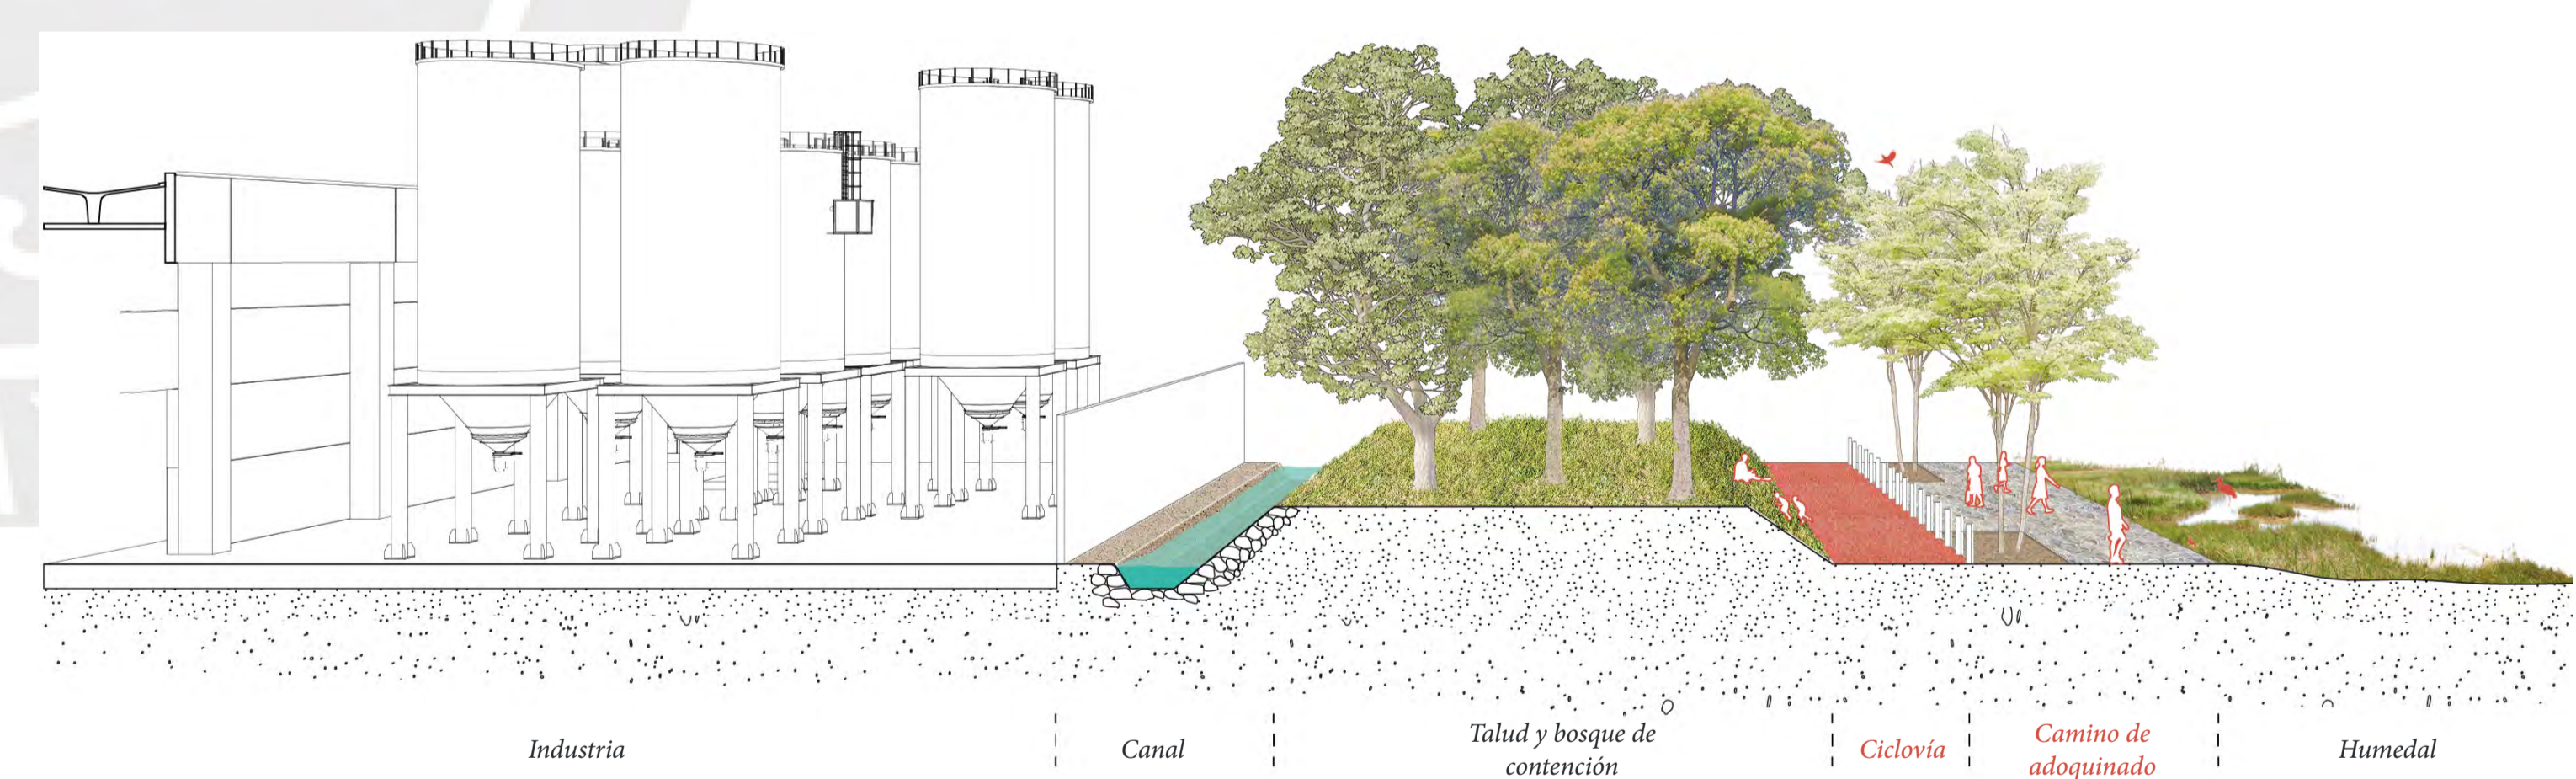 Industria
Canal
Talud y bosque de
contención
Ciclovía
Camino de
adoquinado
Humedal